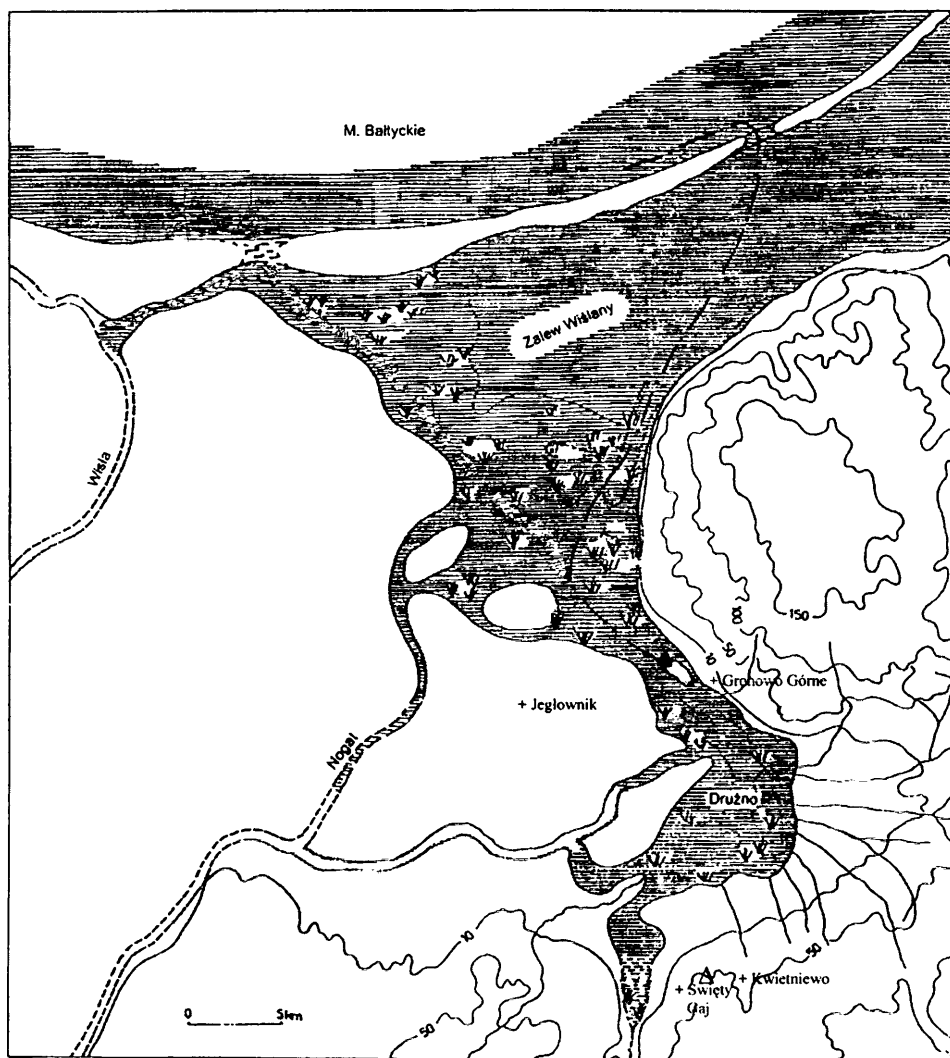 M. Bałtyckie
Zalew Wiślany
Wisła
150
100
50
10
+ Gronowo Górne
+ Jegłownik
Nogat
Drużno
10
50
50
+ Kwietniewo
+ Święty
Gaj
0 5km